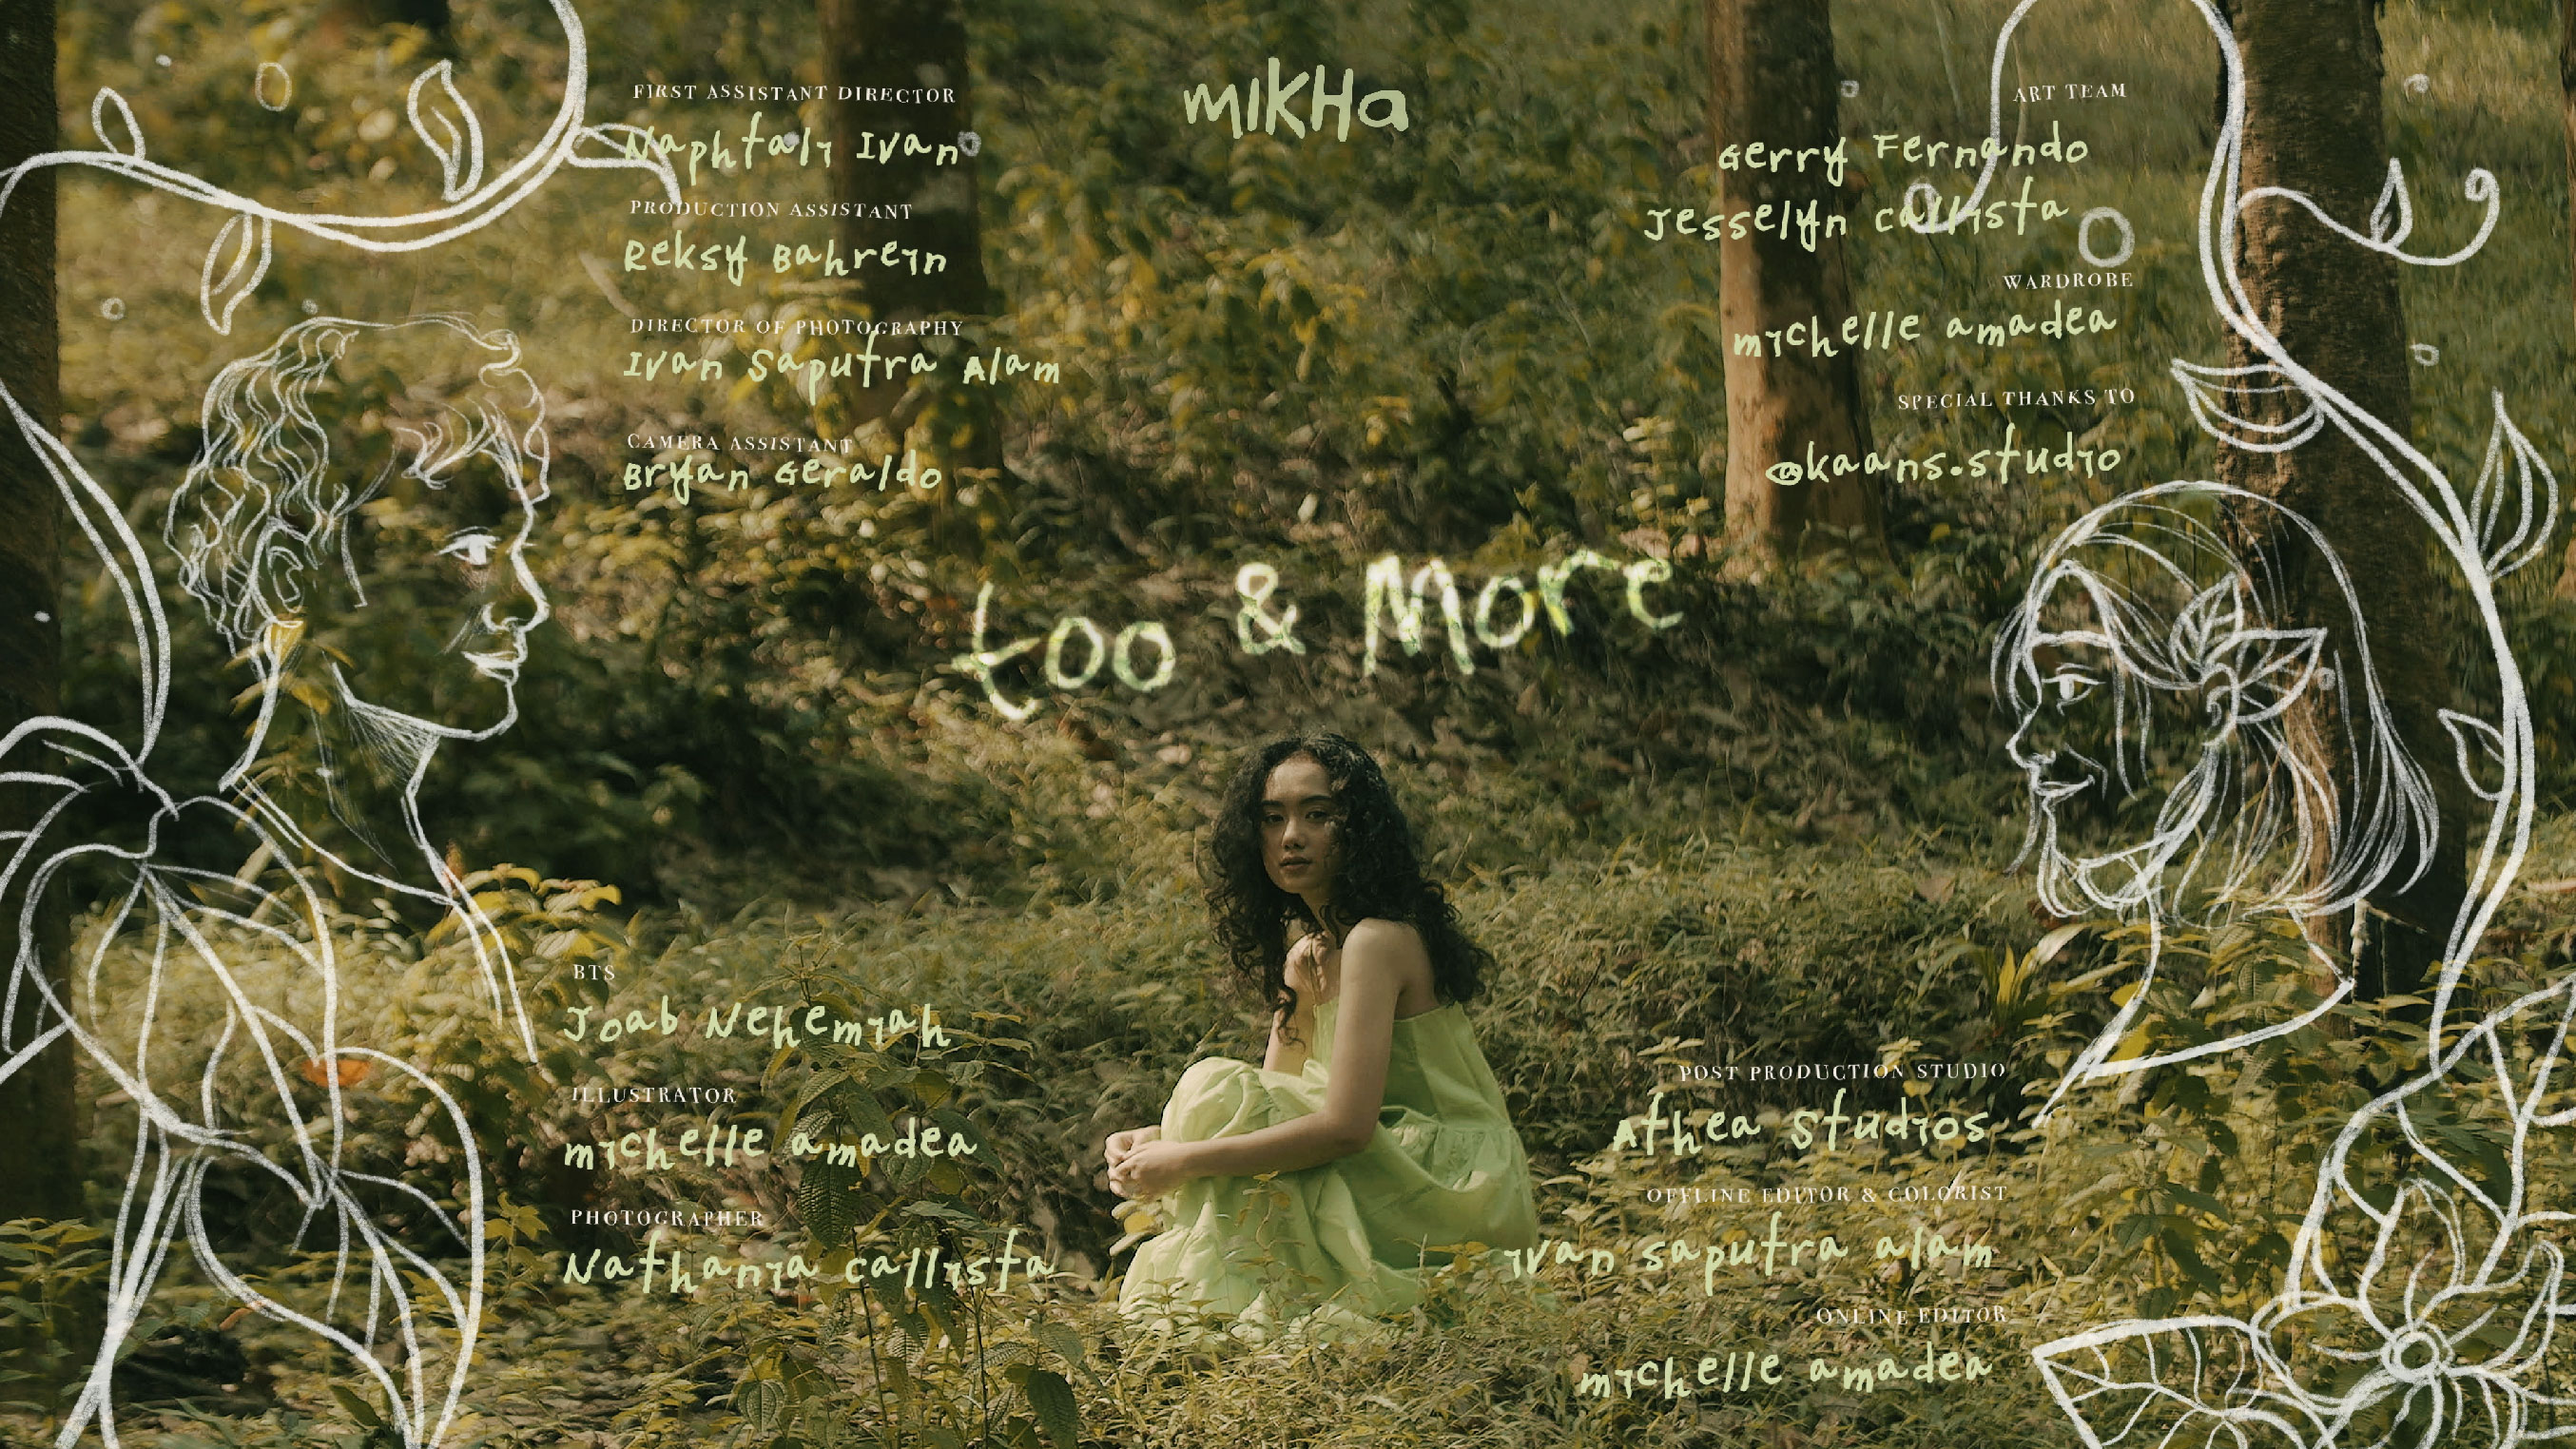 MIKHa
FIRST ASSISTANT DIRECTOR
Naphtali Ivan
PRODUCTION ASSISTANT
Reksy Bahrein
DIRECTOR OF PHOTOGRAPHY
Ivan Saputra Alam
CAMERA ASSISTANT
Bryan Geraldo
ART TEAM
Gerry Fernando
Jesselyn Callista
WARDROBE
michelle amadea
SPECIAL THANKS TO
@kaans.studio
too & More
BTS
Joab Nehemiah
ILLUSTRATOR
michelle amadea
PHOTOGRAPHER
Nathania Callista
POST PRODUCTION STUDIO
Athea Studios
OFFLINE EDITOR & COLORIST
ivan saputra alam
ONLINE EDITOR
michelle amadea